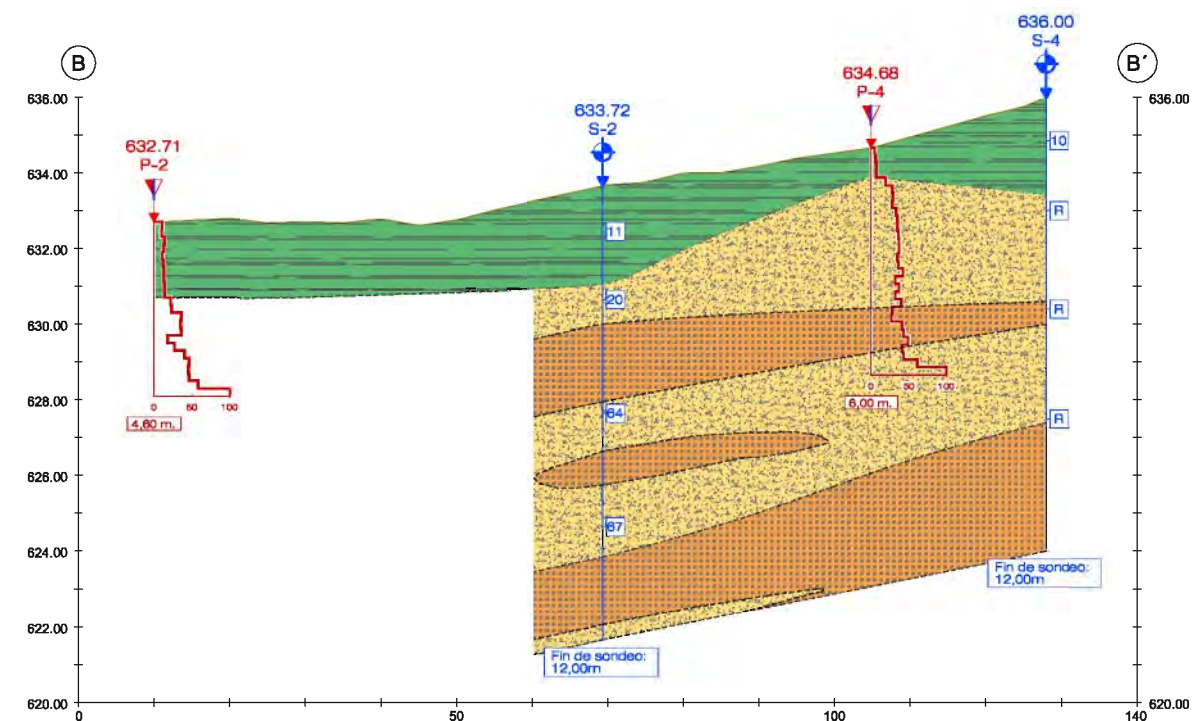 636.00
S-4
B
B´
634.68
P-4
636.00
636.00
633.72
S-2
632.71
P-2
10
634.00
R
11
632.00
20
R
630.00
628.00
0 50 100
0 50 100
4,60 m.
6,00 m.
64
R
626.00
67
624.00
Fin de sondeo:
12,00m
622.00
Fin de sondeo:
12,00m
620.00
620.00
0 50 100 140